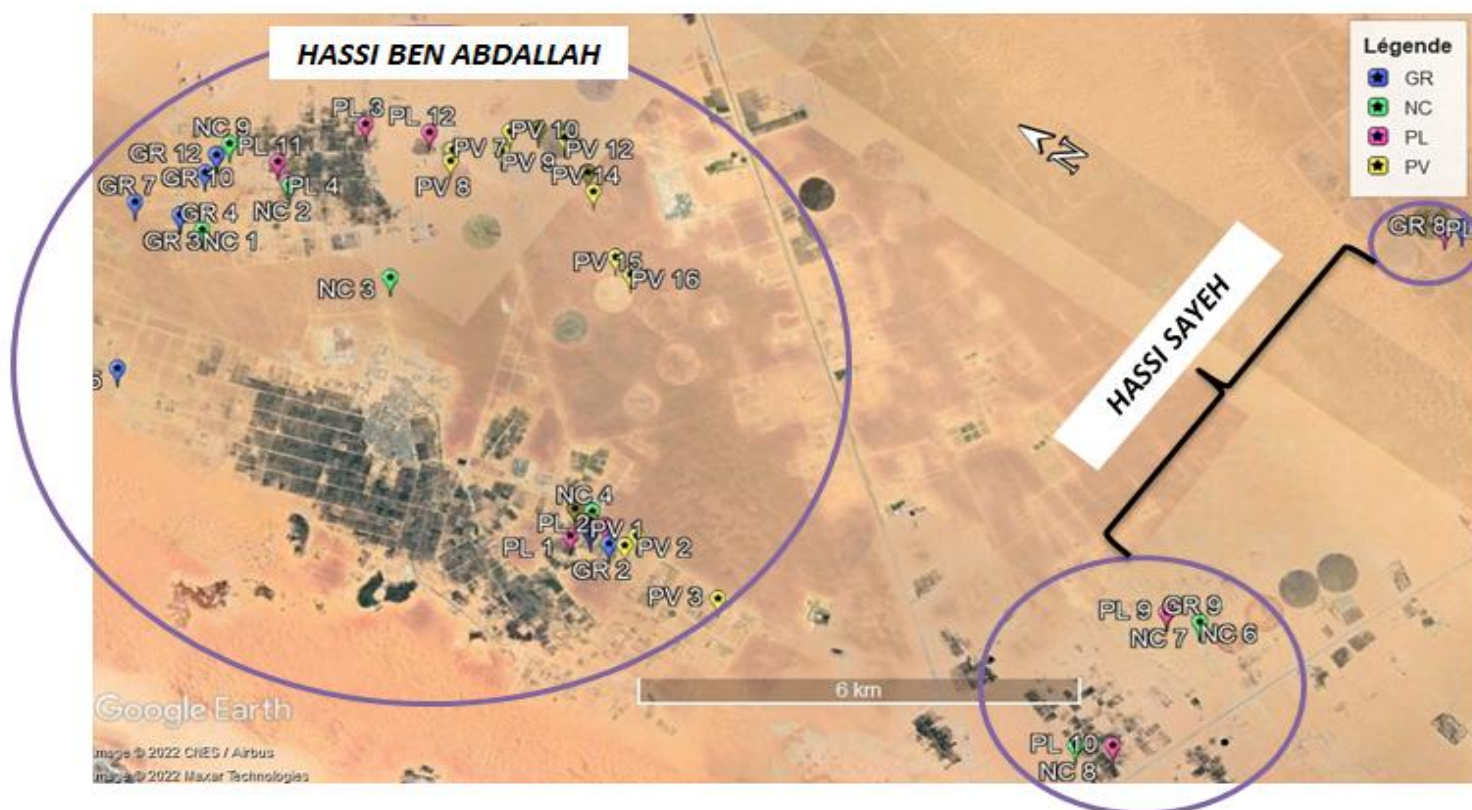 HASSI BEN ABDALLAH
Légende
GR
NC
PL
PV
PL 3
PL 12
NC 9
PV 10
GR 12
PL 11
PV 7
PV 12
PV 9
GR 10
PV 8
PV 14
GR 7
PL 4
NC 2
GR 4
GR 3
NC 1
N
GR 8
PL
PV 15
PV 16
NC 3
HASSI SAYEH
5
NC 4
PL 2
PV 1
PL 1
PV 2
GR 2
PV 3
PL 9
GR 9
NC 7
NC 6
6 km
Google Earth
PL 10
NC 8
Image © 2022 CNES / Airbus
Image © 2022 Maxar Technologies